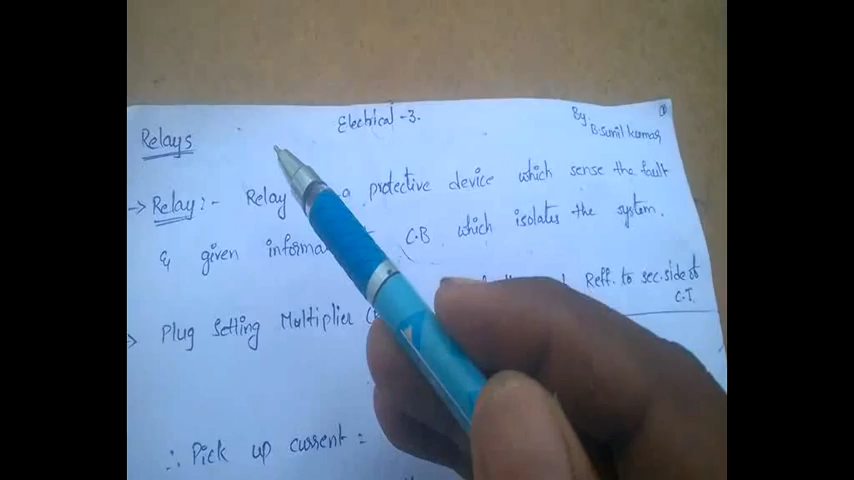 Electrical -3.
By
B. Sunil kumar
Relays
→ Relay :- Relay a protective device which sense the fault
& given informa C.B which isolates the system.
Plug Setting Multiplier ( Reff. to sec. side of
C.T.
∴ Pick up current =